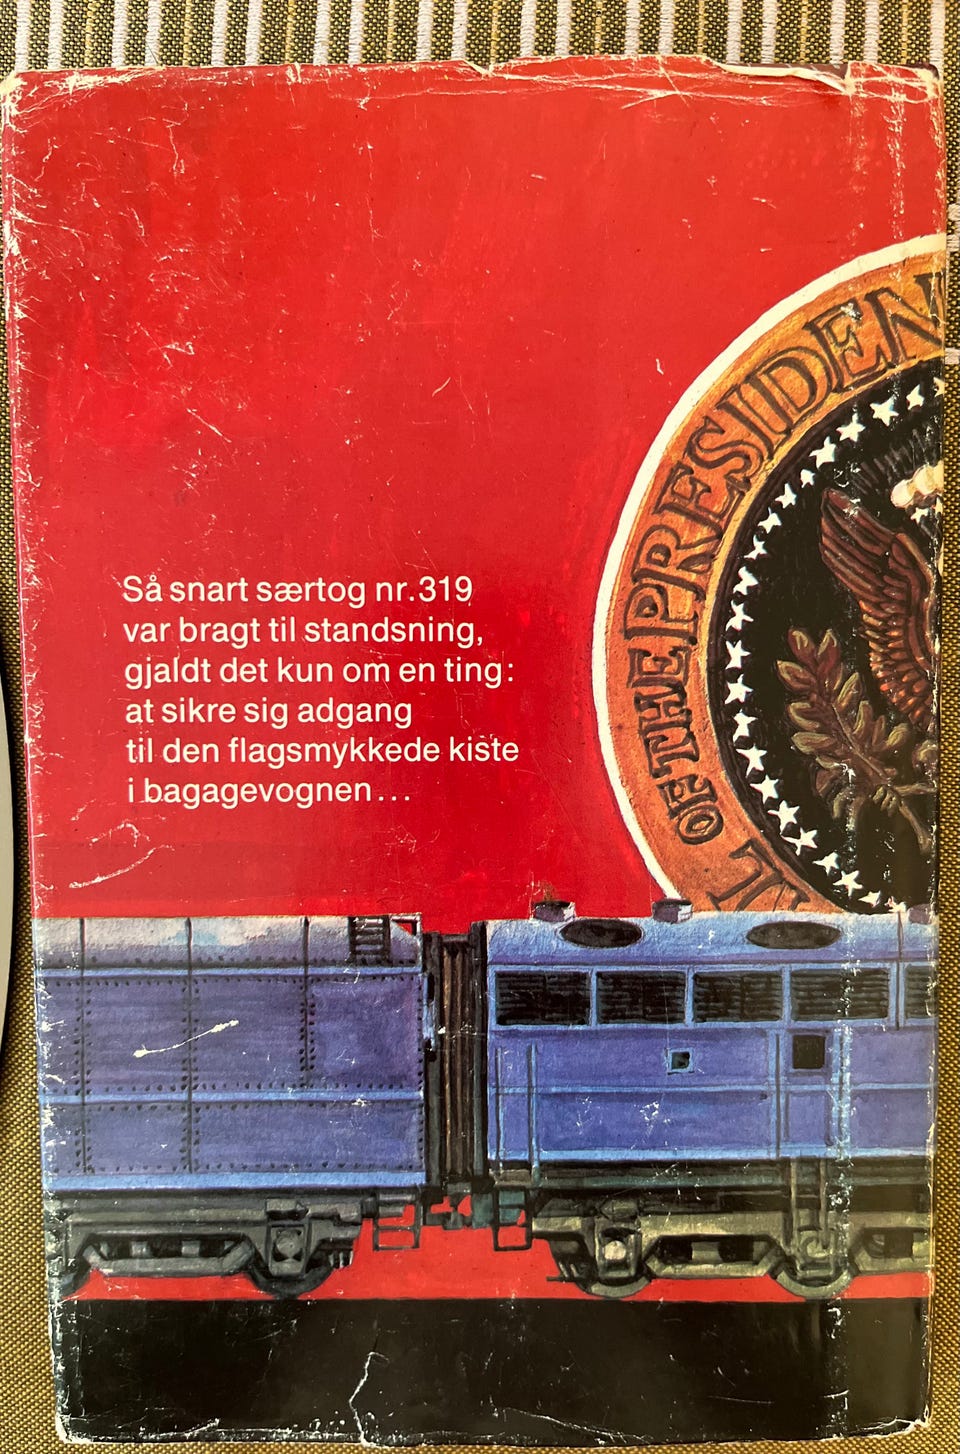 Så snart særtog nr. 319
var bragt til standsning,
gjaldt det kun om en ting:
at sikre sig adgang
til den flagsmykkede kiste
i bagagevognen...
OF THE PRESIDEN